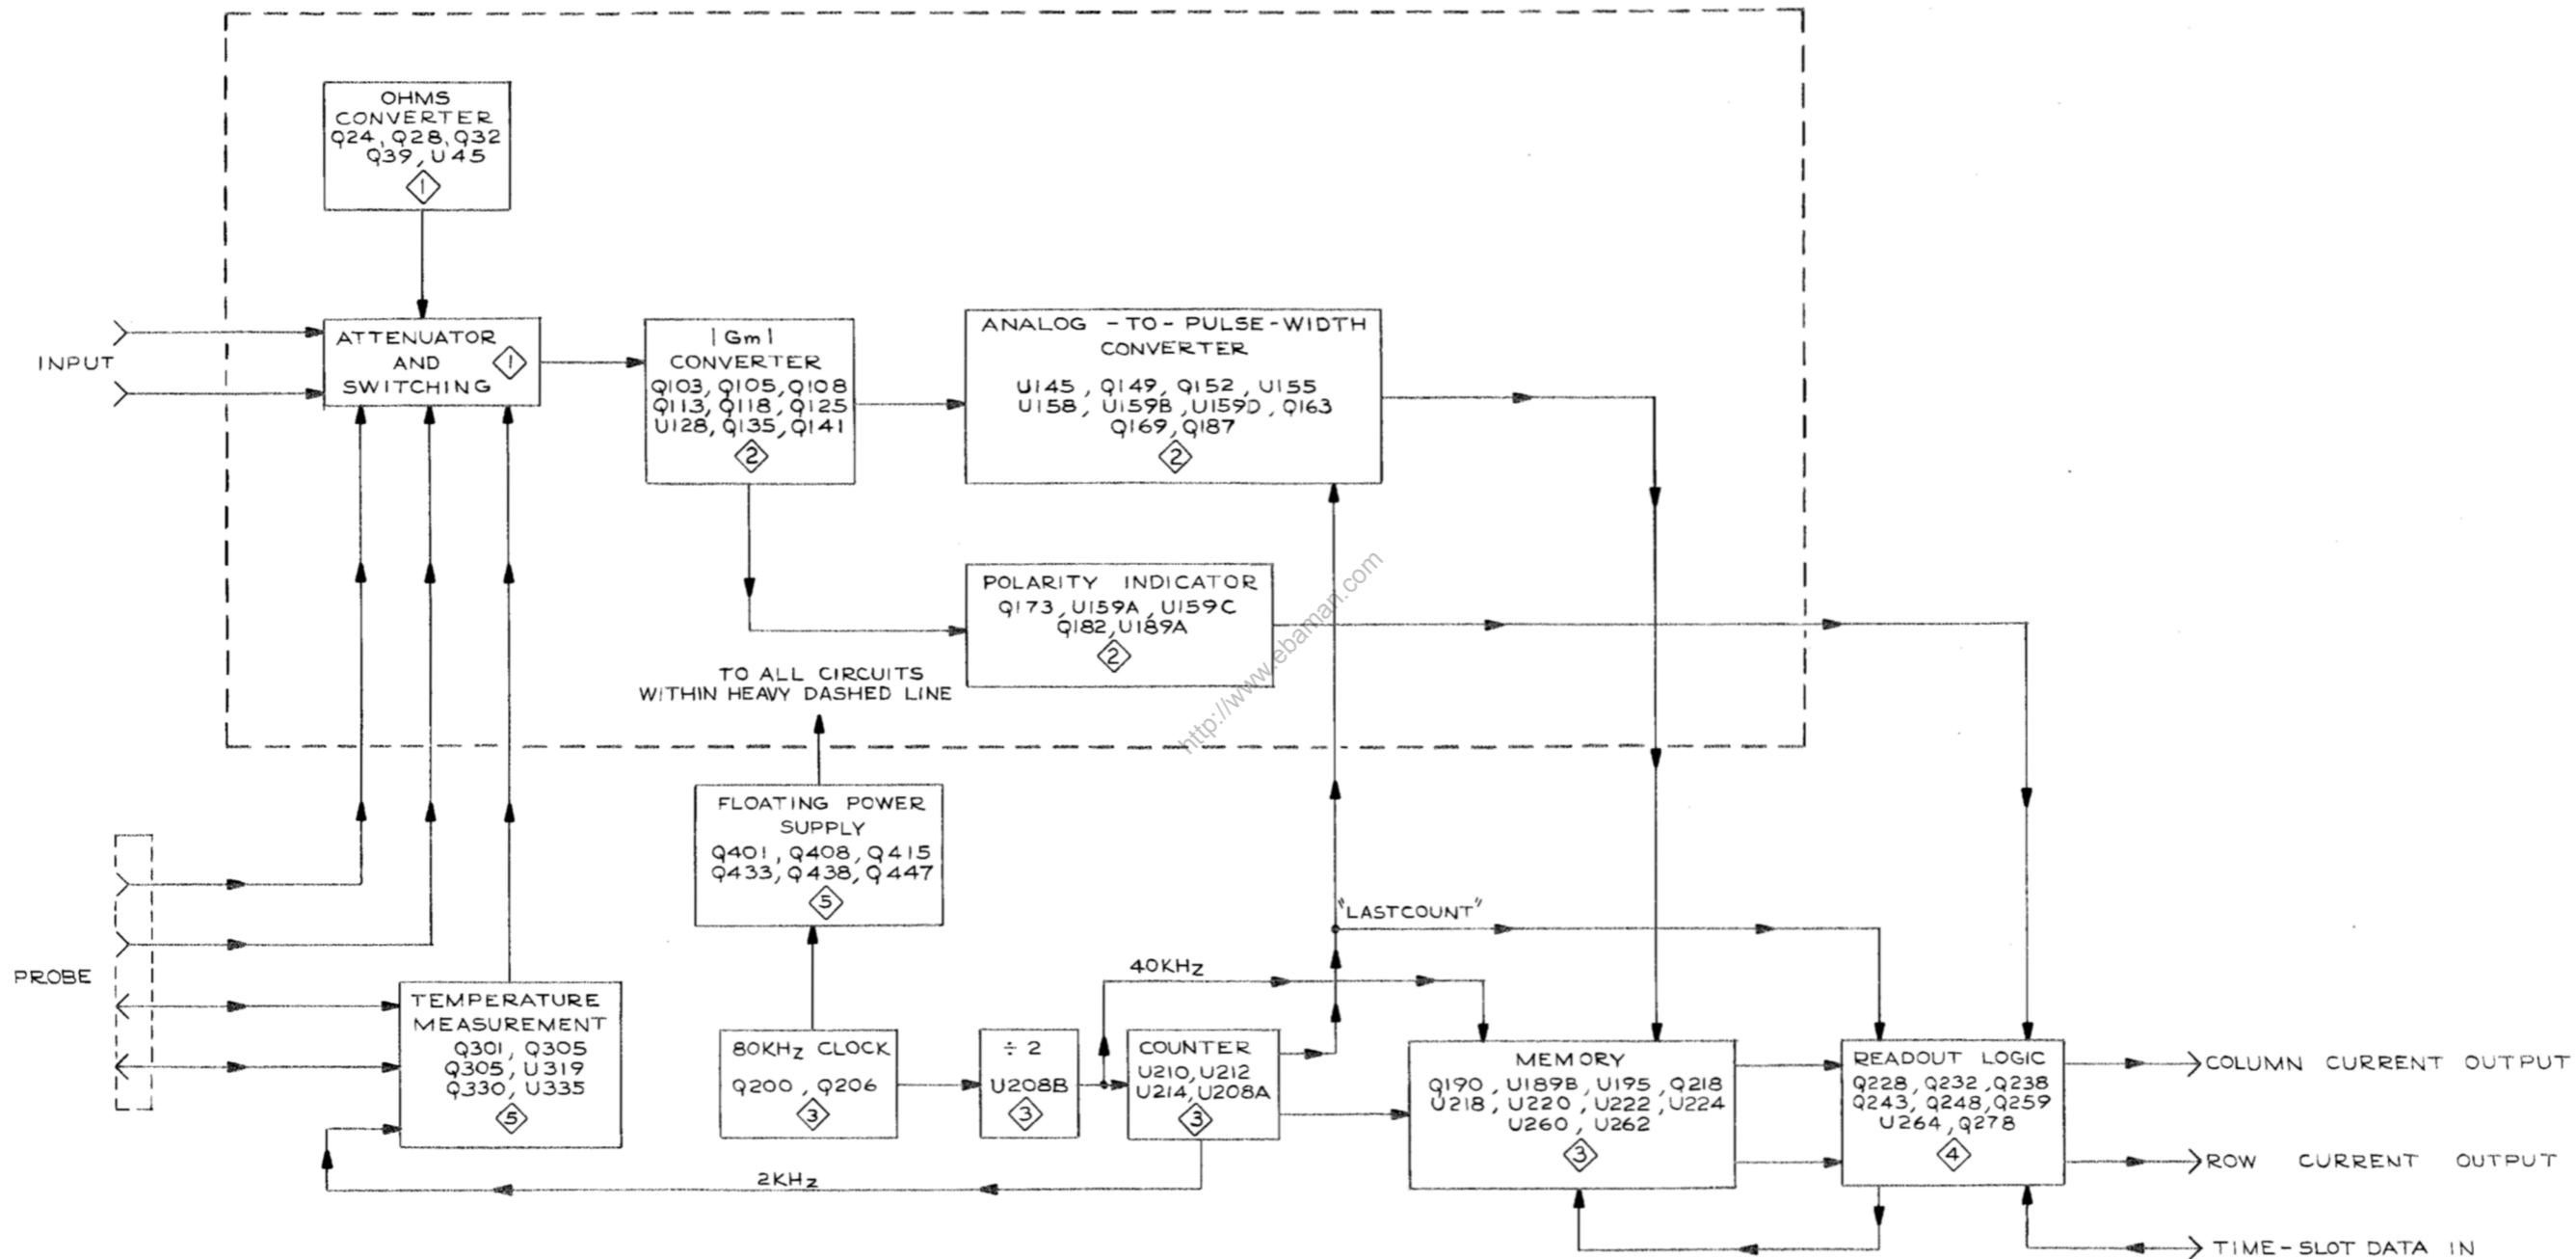 OHMS
CONVERTER
Q24, Q28, Q32
Q39, U45
1
INPUT
ATTENUATOR
AND
SWITCHING
1
|Gm|
CONVERTER
Q103, Q105, Q108
Q113, Q118, Q125
U128, Q135, Q141
2
ANALOG - TO - PULSE - WIDTH
CONVERTER
U145, Q149, Q152, U155
U158, U159B, U159D, Q163
Q169, Q187
2
POLARITY INDICATOR
Q173, U159A, U159C
Q182, U189A
2
TO ALL CIRCUITS
WITHIN HEAVY DASHED LINE
http://www.ebaman.com
FLOATING POWER
SUPPLY
Q401, Q408, Q415
Q433, Q438, Q447
5
"LASTCOUNT"
40KHz
PROBE
TEMPERATURE
MEASUREMENT
Q301, Q305
Q305, U319
Q330, U335
5
80KHz CLOCK
Q200, Q206
3
÷ 2
U208B
3
COUNTER
U210, U212
U214, U208A
3
MEMORY
Q190, U189B, U195, Q218
U218, U220, U222, U224
U260, U262
3
READOUT LOGIC
Q228, Q232, Q238
Q243, Q248, Q259
U264, Q278
4
COLUMN CURRENT OUTPUT
ROW CURRENT OUTPUT
2KHz
TIME-SLOT DATA IN